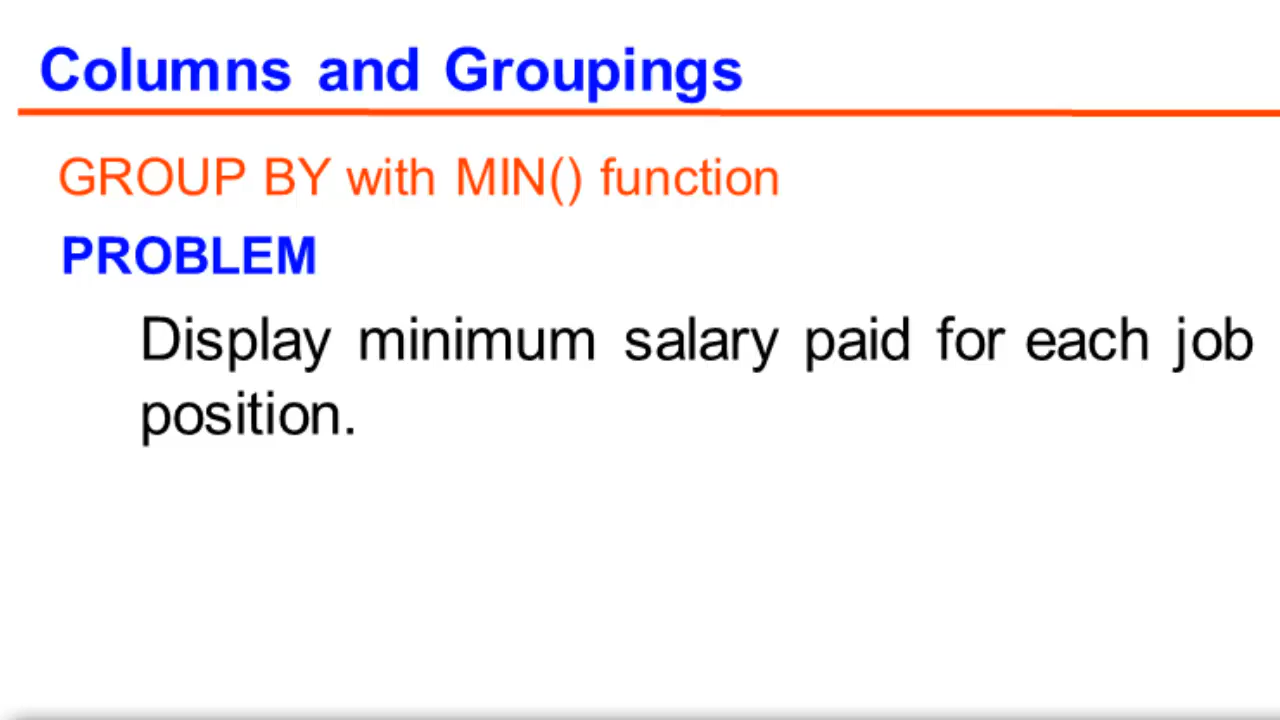 Columns and Groupings
GROUP BY with MIN() function
PROBLEM
Display minimum salary paid for each job
position.